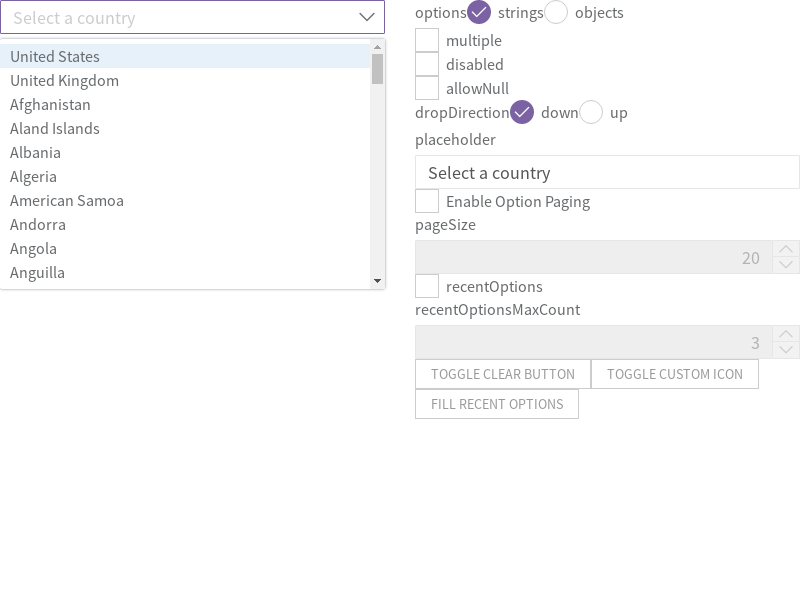 Select a country
United States
United Kingdom
Afghanistan
Aland Islands
Albania
Algeria
American Samoa
Andorra
Angola
Anguilla
options strings objects
multiple
disabled
allowNull
dropDirection down up
placeholder
Select a country
Enable Option Paging
pageSize
20
recentOptions
recentOptionsMaxCount
3
TOGGLE CLEAR BUTTON TOGGLE CUSTOM ICON
FILL RECENT OPTIONS